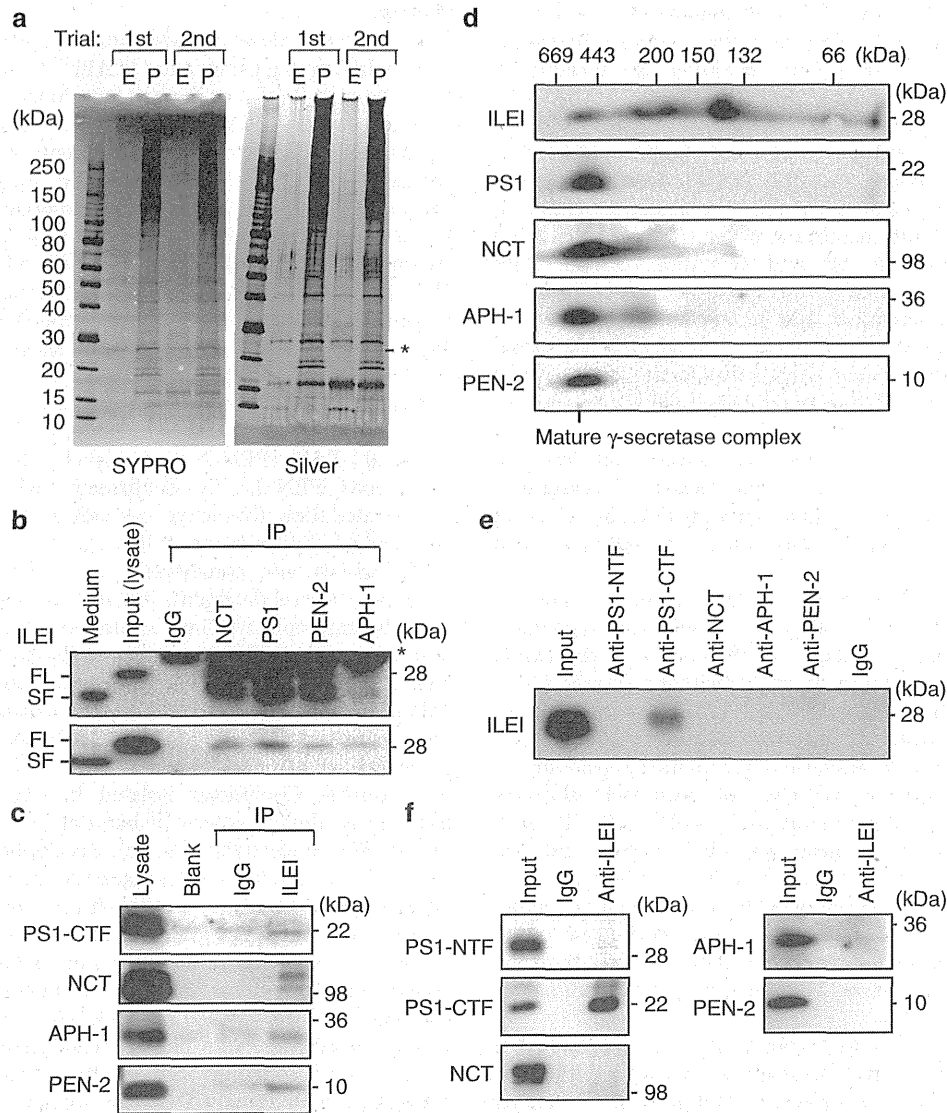 a
Trial: 1st 2nd 1st 2nd
E P E P E P E P
(kDa)
250
150
100
80
60
50
40
30
20
15
10
*
SYPRO Silver
b
IP
Medium
Input (lysate)
IgG
NCT
PS1
PEN-2
APH-1
ILEI
(kDa)
*
FL
SF
28
FL
SF
28
c
IP
Lysate
Blank
IgG
ILEI
(kDa)
PS1-CTF 22
NCT 98
APH-1 36
PEN-2 10
d
669 443 200 150 132 66 (kDa)
(kDa)
ILEI 28
PS1 22
NCT 98
APH-1 36
PEN-2 10
Mature γ-secretase complex
e
Input
Anti-PS1-NTF
Anti-PS1-CTF
Anti-NCT
Anti-APH-1
Anti-PEN-2
IgG
(kDa)
ILEI 28
f
Input
IgG
Anti-ILEI
(kDa)
PS1-NTF 28
PS1-CTF 22
NCT 98
Input
IgG
Anti-ILEI
(kDa)
APH-1 36
PEN-2 10